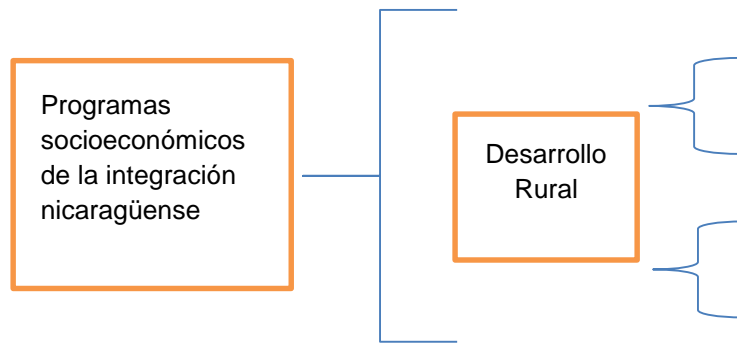 Programas
socioeconómicos
de la integración
nicaragüense
Desarrollo
Rural